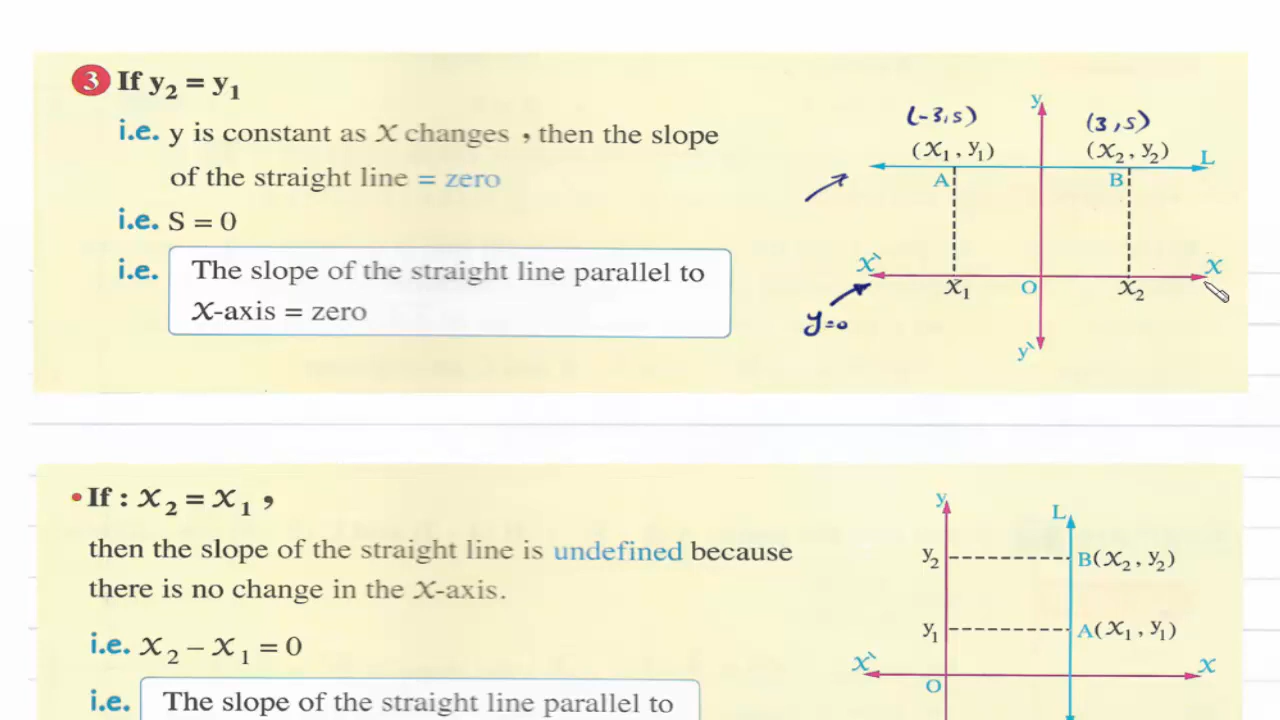 3 If y₂ = y₁
i.e. y is constant as X changes , then the slope
of the straight line = zero
i.e. S = 0
i.e. The slope of the straight line parallel to
X-axis = zero
y
(-3,5) (3,5)
(X₁ , y₁) (X₂ , y₂) L
A B
X` X
X₁ O X₂
y=0
y`
• If : X₂ = X₁ ,
then the slope of the straight line is undefined because
there is no change in the X-axis.
i.e. X₂ − X₁ = 0
i.e. The slope of the straight line parallel to
y L
y₂ B(X₂ , y₂)
y₁ A(X₁ , y₁)
X` X
O